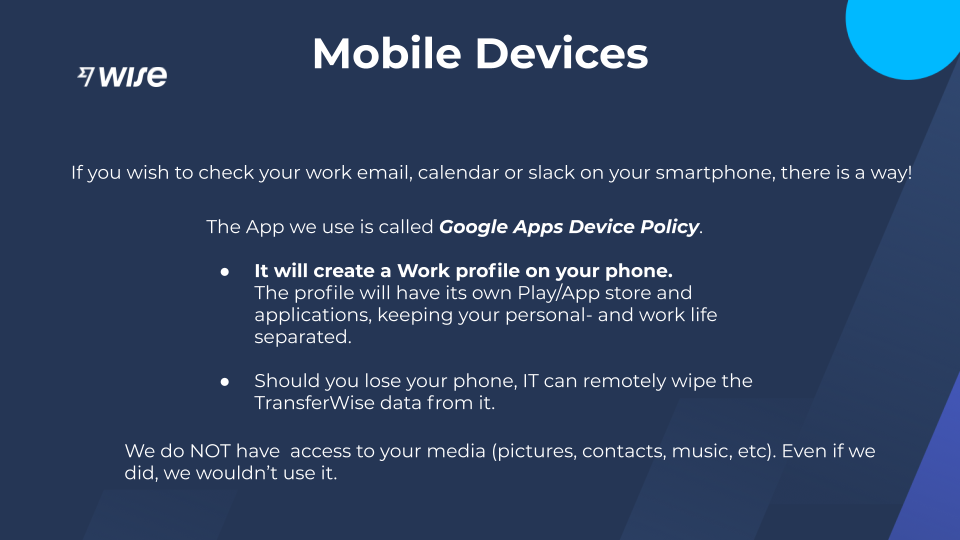 Mobile Devices
wise
If you wish to check your work email, calendar or slack on your smartphone, there is a way!
The App we use is called Google Apps Device Policy.
● It will create a Work profile on your phone.
The profile will have its own Play/App store and
applications, keeping your personal- and work life
separated.
● Should you lose your phone, IT can remotely wipe the
TransferWise data from it.
We do NOT have  access to your media (pictures, contacts, music, etc). Even if we
did, we wouldn’t use it.